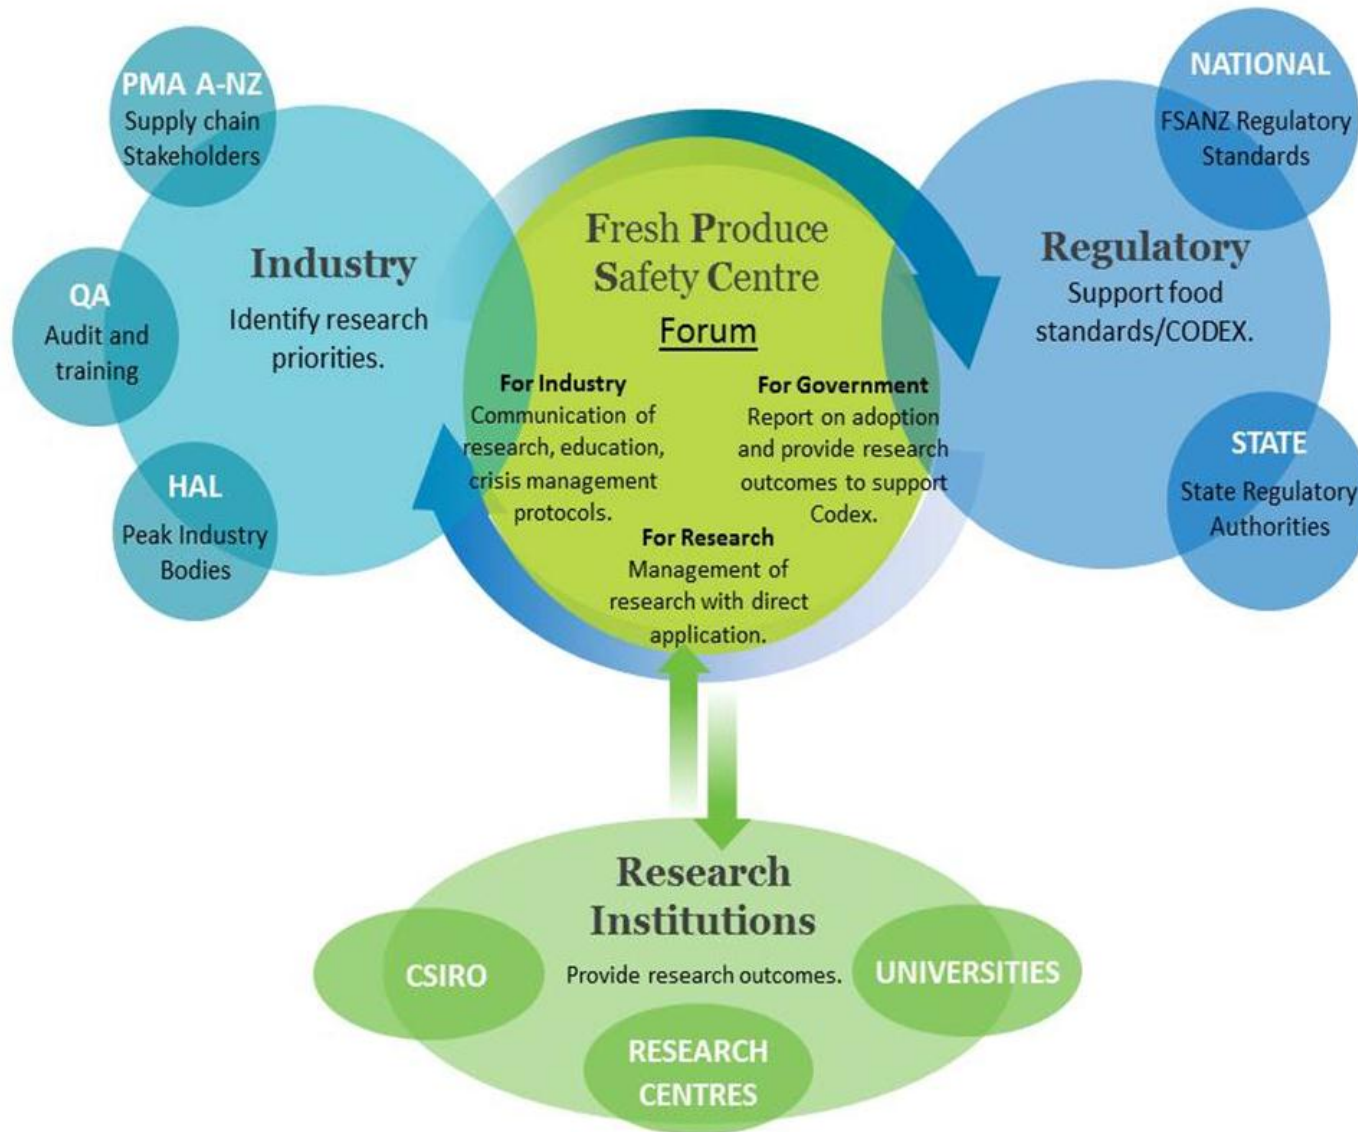 PMA A-NZ
Supply chain
Stakeholders
QA
Audit and
training
HAL
Peak Industry
Bodies
Industry
Identify research
priorities.
Fresh Produce
Safety Centre
Forum
For Industry
Communication of
research, education,
crisis management
protocols.
For Government
Report on adoption
and provide research
outcomes to support
Codex.
For Research
Management of
research with direct
application.
Regulatory
Support food
standards/CODEX.
NATIONAL
FSANZ Regulatory
Standards
STATE
State Regulatory
Authorities
Research
Institutions
Provide research outcomes.
CSIRO
RESEARCH
CENTRES
UNIVERSITIES